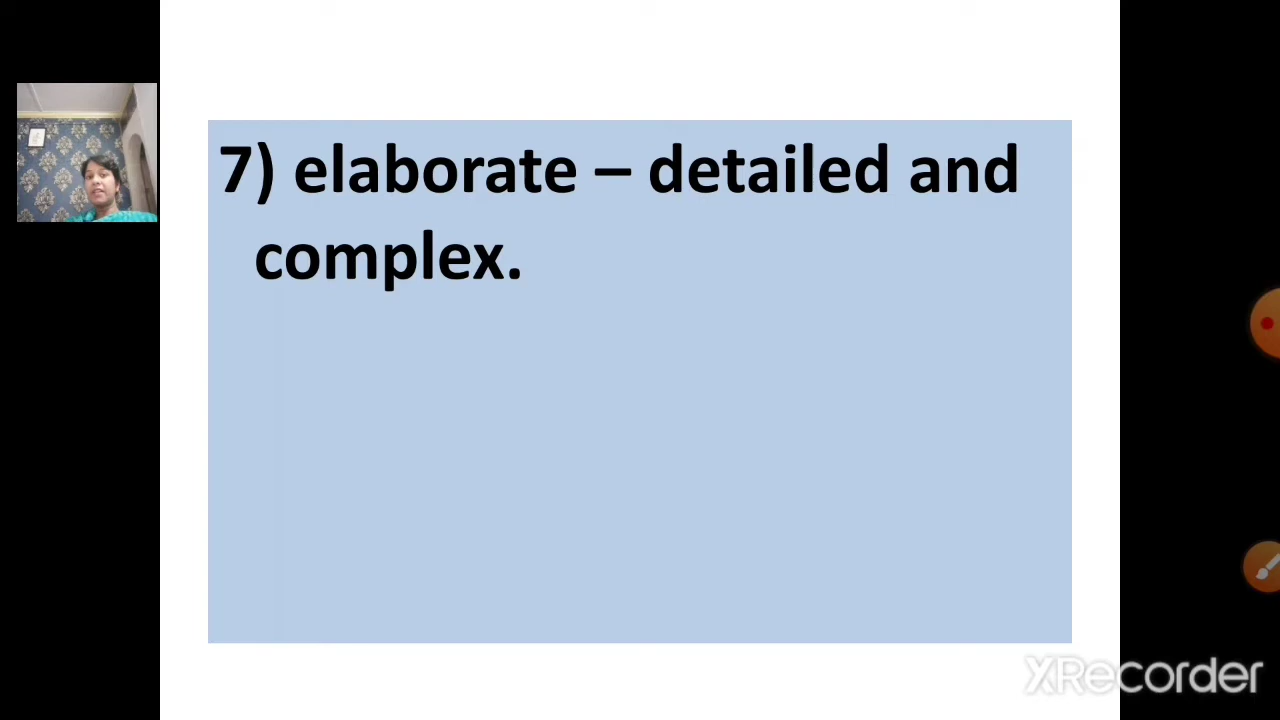 7) elaborate – detailed and
complex.
XRecorder